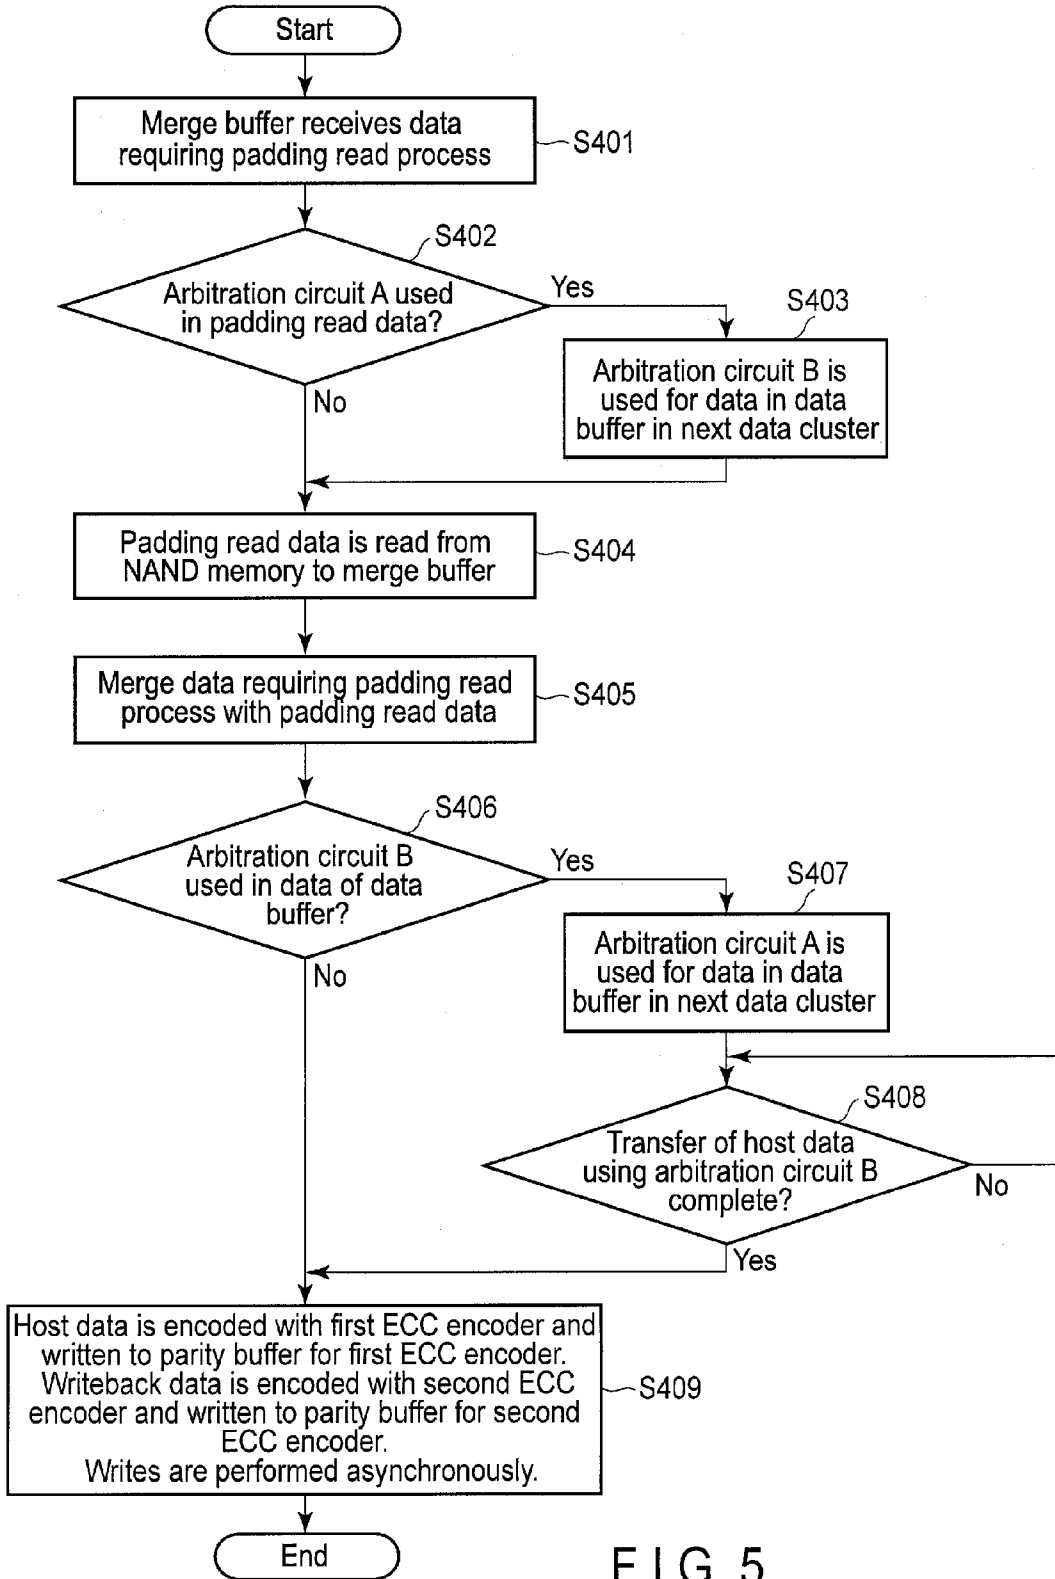 Start
Merge buffer receives data
requiring padding read process
S401
S402
Arbitration circuit A used
in padding read data?
Yes
No
S403
Arbitration circuit B is
used for data in data
buffer in next data cluster
Padding read data is read from
NAND memory to merge buffer
S404
Merge data requiring padding read
process with padding read data
S405
S406
Arbitration circuit B
used in data of data
buffer?
Yes
No
S407
Arbitration circuit A is
used for data in data
buffer in next data cluster
S408
Transfer of host data
using arbitration circuit B
complete?
No
Yes
Host data is encoded with first ECC encoder and
written to parity buffer for first ECC encoder.
Writeback data is encoded with second ECC
encoder and written to parity buffer for second
ECC encoder.
Writes are performed asynchronously.
S409
End
FIG. 5